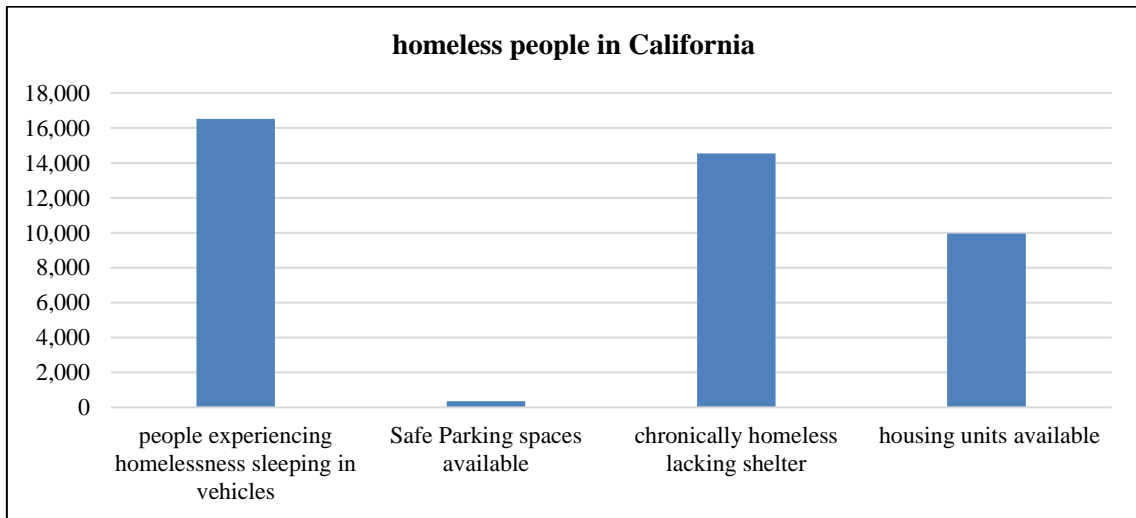 homeless people in California
18,000
16,000
14,000
12,000
10,000
8,000
6,000
4,000
2,000
0
people experiencing
homelessness sleeping in
vehicles
Safe Parking spaces
available
chronically homeless
lacking shelter
housing units available